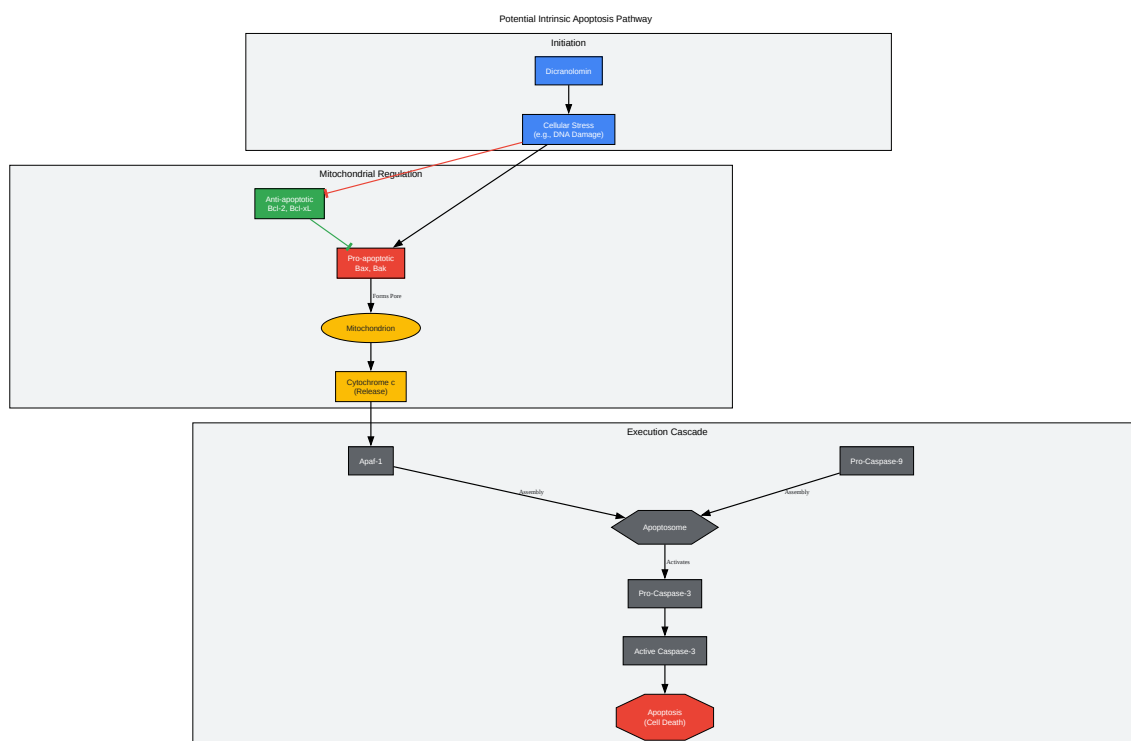 Potential Intrinsic Apoptosis Pathway
Initiation
Dicranolomin
Cellular Stress
(e.g., DNA Damage)
Mitochondrial Regulation
Anti-apoptotic
Bcl-2, Bcl-xL
Pro-apoptotic
Bax, Bak
Forms Pore
Mitochondrion
Cytochrome c
(Release)
Execution Cascade
Apaf-1
Pro-Caspase-9
Assembly
Assembly
Apoptosome
Activates
Pro-Caspase-3
Active Caspase-3
Apoptosis
(Cell Death)